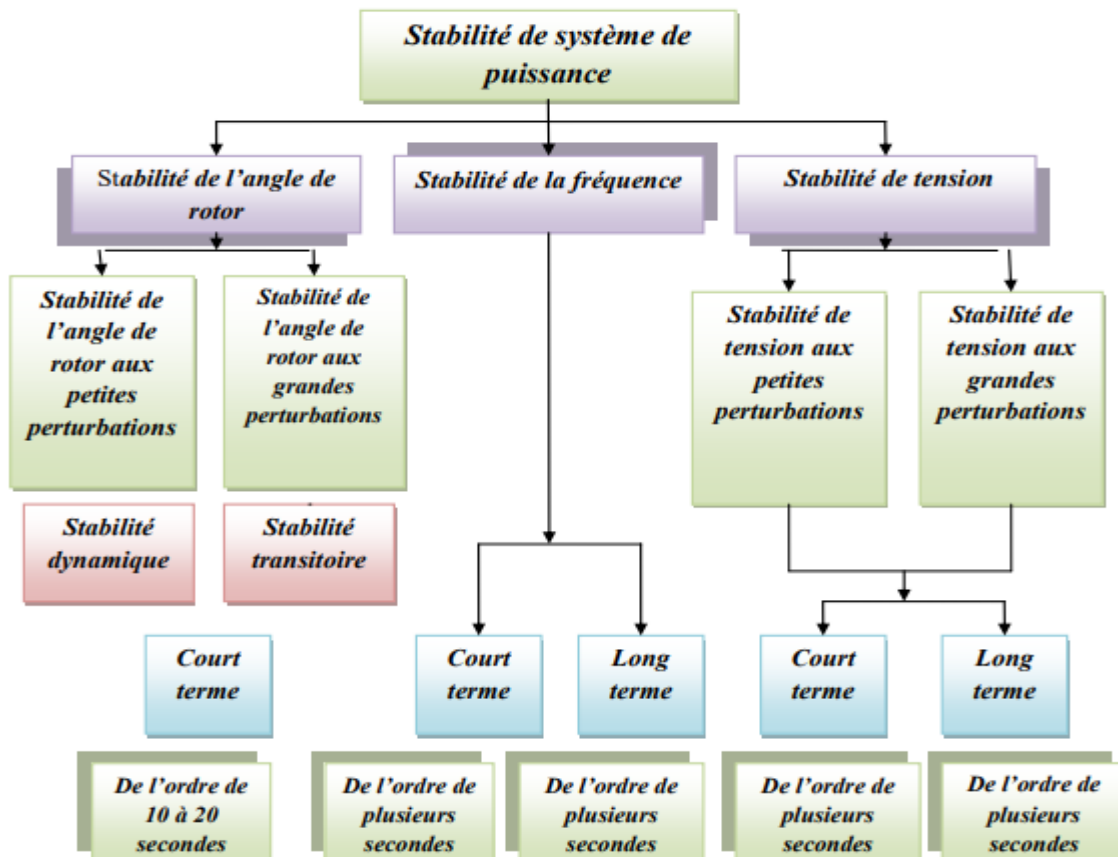 Stabilité de système de
puissance
Stabilité de l'angle de
rotor
Stabilité de la fréquence
Stabilité de tension
Stabilité de
l'angle de
rotor aux
petites
perturbations
Stabilité de
l'angle de
rotor aux
grandes
perturbations
Stabilité de
tension aux
petites
perturbations
Stabilité de
tension aux
grandes
perturbations
Stabilité
dynamique
Stabilité
transitoire
Court
terme
Court
terme
Long
terme
Court
terme
Long
terme
De l'ordre de
10 à 20
secondes
De l'ordre de
plusieurs
secondes
De l'ordre de
plusieurs
secondes
De l'ordre de
plusieurs
secondes
De l'ordre de
plusieurs
secondes